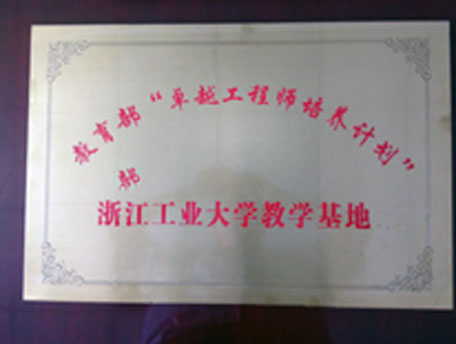 教育部“卓越工程师培养计划”
部
浙江工业大学教学基地